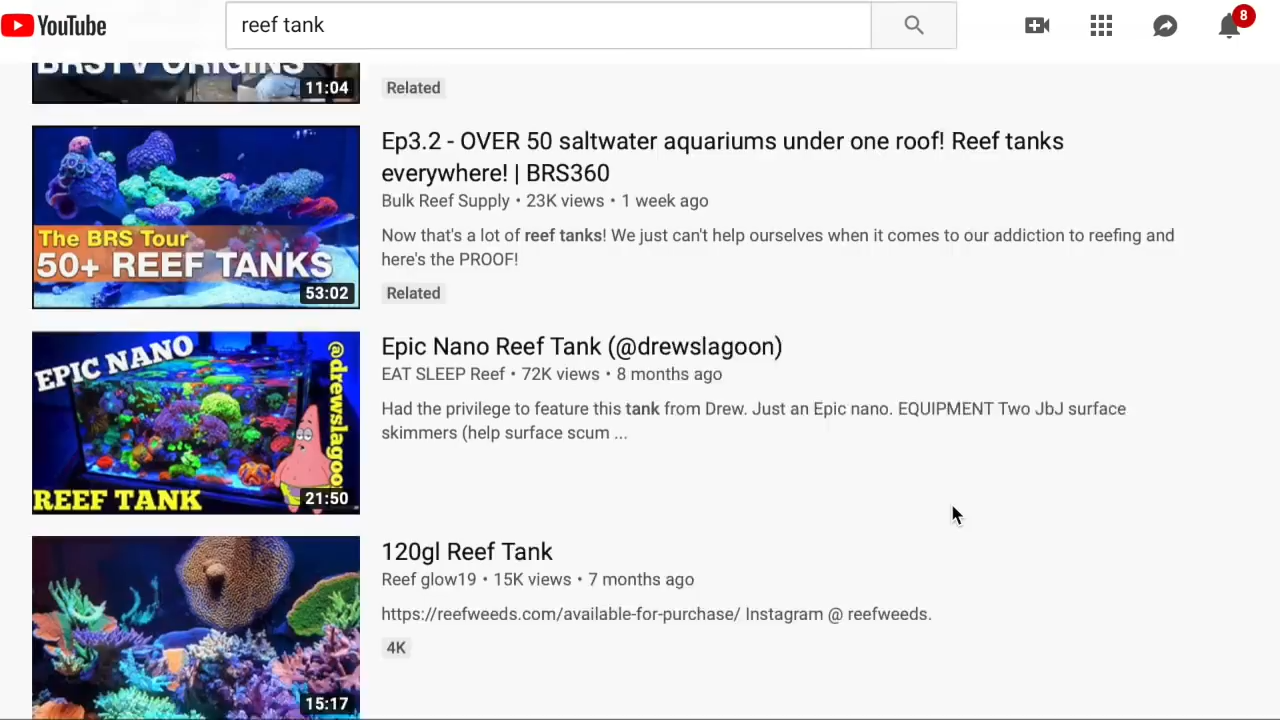 YouTube
reef tank
8
BRSTV ORIGINS
11:04
Related
Ep3.2 - OVER 50 saltwater aquariums under one roof! Reef tanks
everywhere! | BRS360
Bulk Reef Supply • 23K views • 1 week ago
Now that's a lot of reef tanks! We just can't help ourselves when it comes to our addiction to reefing and
here's the PROOF!
Related
The BRS Tour
50+ REEF TANKS
53:02
Epic Nano Reef Tank (@drewslagoon)
EAT SLEEP Reef • 72K views • 8 months ago
Had the privilege to feature this tank from Drew. Just an Epic nano. EQUIPMENT Two JbJ surface
skimmers (help surface scum ...
EPIC NANO
@drewslagoon
REEF TANK
21:50
120gl Reef Tank
Reef glow19 • 15K views • 7 months ago
https://reefweeds.com/available-for-purchase/ Instagram @ reefweeds.
4K
15:17